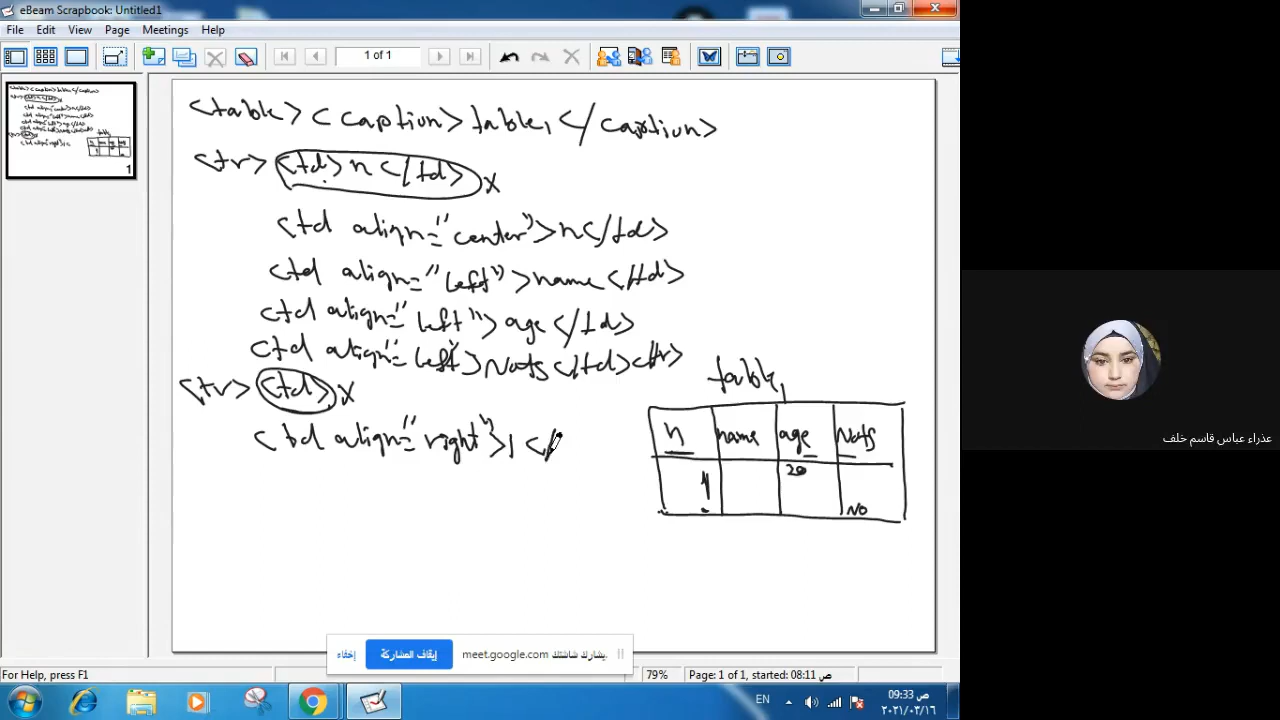 eBeam Scrapbook: Untitled1
File Edit View Page Meetings Help
1 of 1
<table> < caption> table1 </caption>
<tr> <td> n </td> x
<td align="center">n</td>
<td align="left">name</td>
<td align="left">age</td>
<td align="left">Nots</td></tr>
<tr> <td> x
<td align="right">1 </
table1
n name age Nots
1 20
No
1
عذراء عباس قاسم خلف
meet.google.com يشارك شاشتك.
إيقاف المشاركة
إخفاء
For Help, press F1
79% Page: 1 of 1, started: 08:11 ص
EN
09:33 ص
٢٠٢١/٠٣/١٦